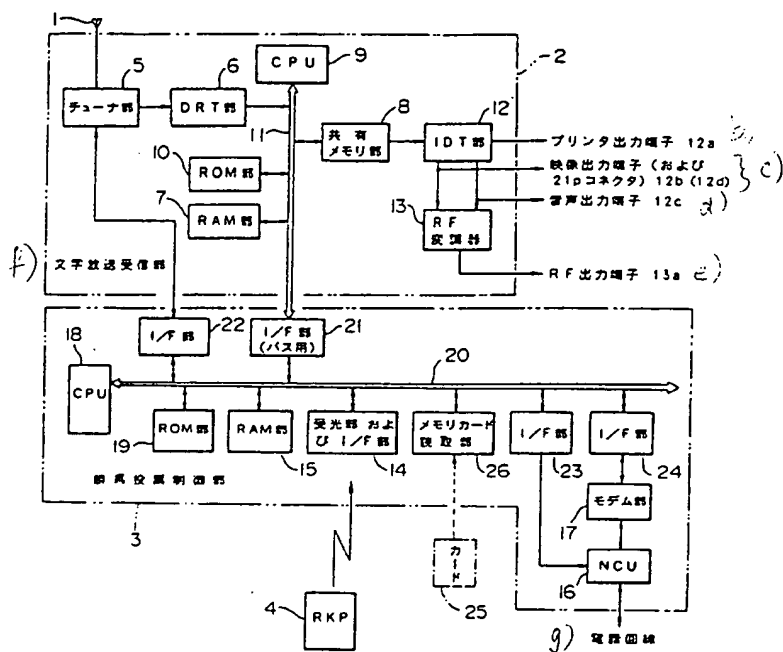 1
5
6
9
2
CPU
チューナ部
DRT部
11
8
12
共有
メモリ部
IDT部
プリンタ出力端子 12a
映像出力端子(および
21pコネクタ)12b(12d)
} c)
音声出力端子 12c
d)
10
ROM部
7
RAM部
13
RF
変調器
RF出力端子 13a
f)
文字放送受信部
22
I/F部
21
I/F部
(バス用)
18
CPU
20
19
ROM部
15
RAM部
14
受光部および
びI/F部
26
メモリカード
読取部
23
I/F部
24
I/F部
17
モデム部
16
NCU
3
4
RKP
カード
25
g)
電話回線